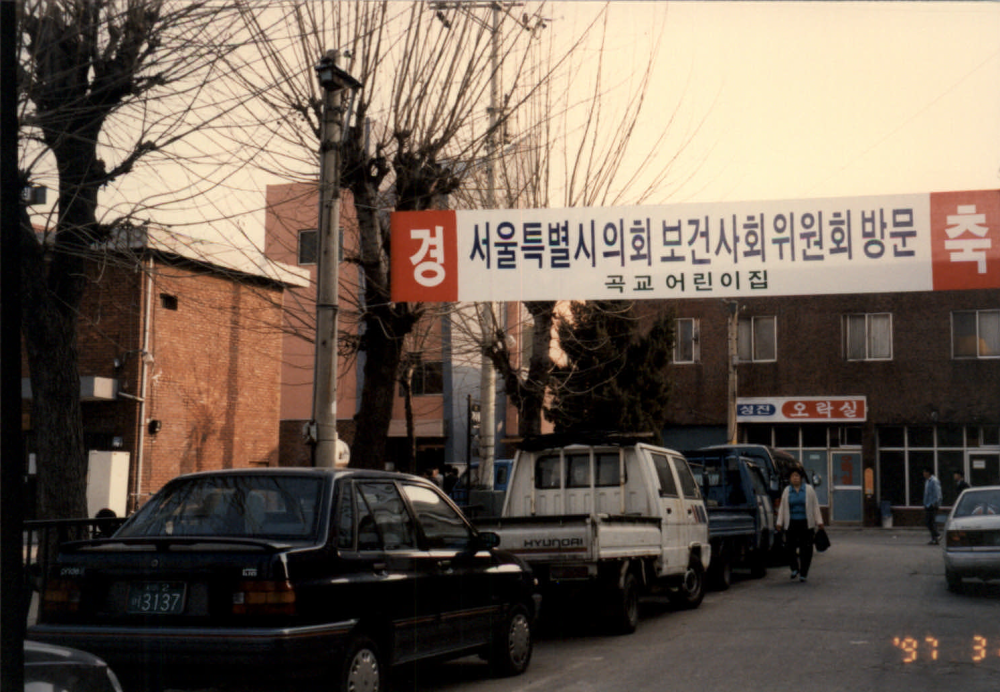 경 서울특별시의회 보건사회위원회 방문 축
곡교 어린이집
성진 오락실
HYUNDAI
3137
'97 3